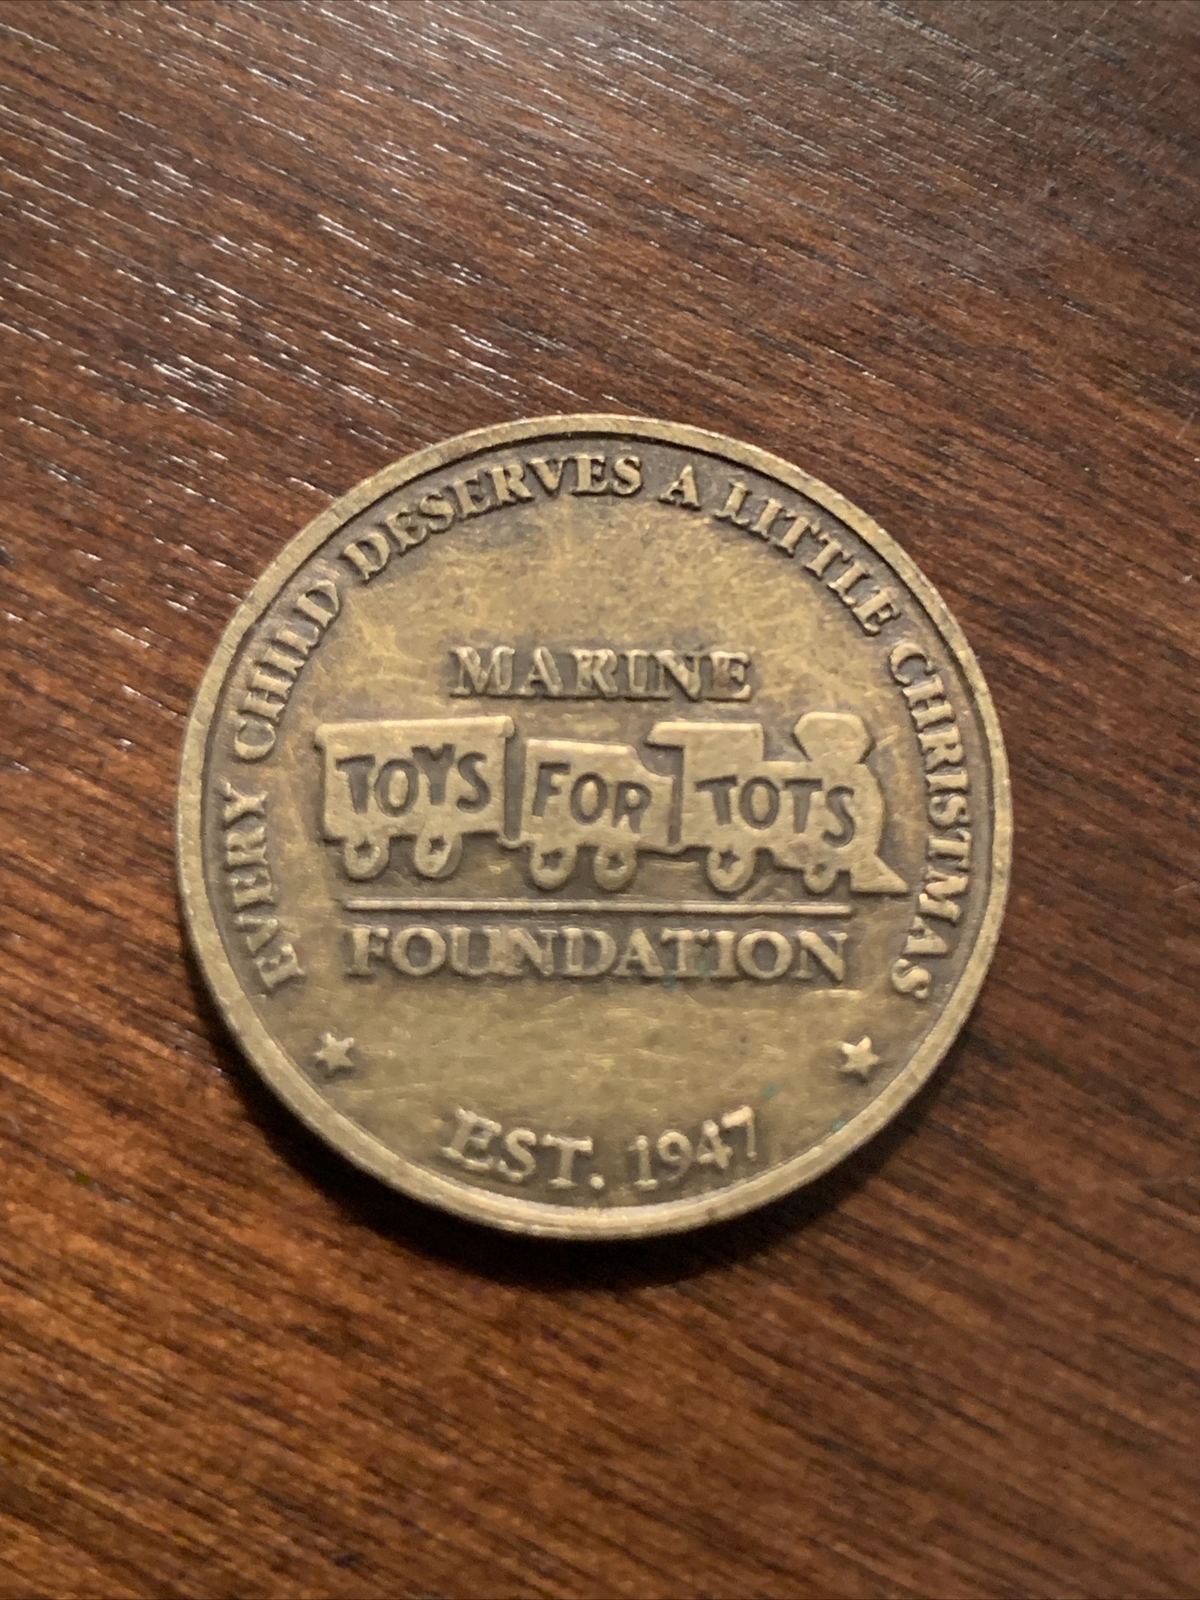 EVERY CHILD DESERVES A LITTLE CHRISTMAS
MARINE
TOYS FOR TOTS
FOUNDATION
EST. 1947